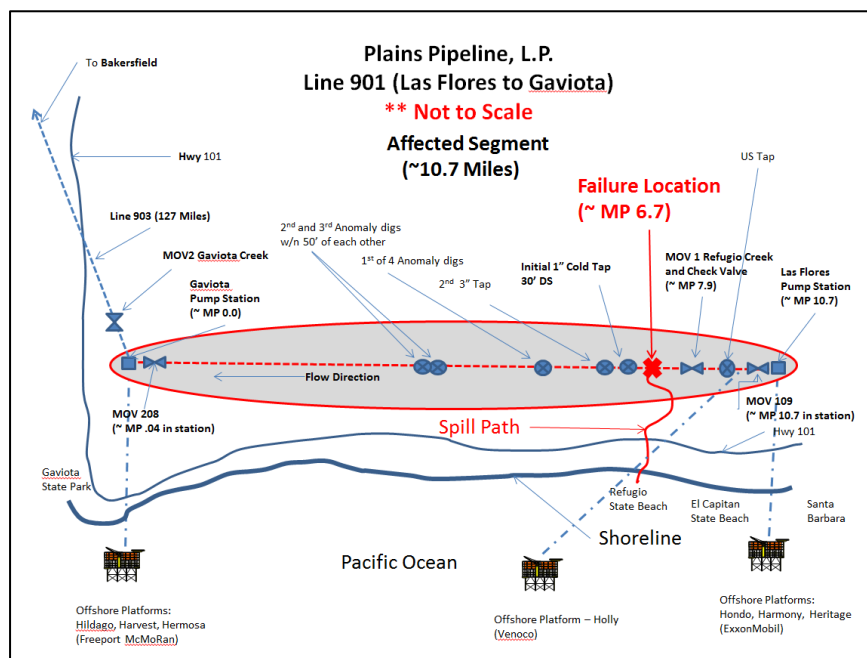 Plains Pipeline, L.P.
Line 901 (Las Flores to Gaviota)
** Not to Scale
Affected Segment
(~10.7 Miles)
To Bakersfield
Hwy 101
US Tap
Failure Location
(~ MP 6.7)
Line 903 (127 Miles)
2nd and 3rd Anomaly digs
w/n 50' of each other
MOV2 Gaviota Creek
1st of 4 Anomaly digs
Initial 1" Cold Tap
30' DS
MOV 1 Refugio Creek
and Check Valve
(~ MP 7.9)
Las Flores
Pump Station
(~ MP 10.7)
Gaviota
Pump Station
(~ MP 0.0)
2nd 3" Tap
Flow Direction
MOV 208
(~ MP .04 in station)
MOV 109
(~ MP 10.7 in station)
Hwy 101
Spill Path
Gaviota
State Park
Refugio
State Beach
El Capitan
State Beach
Santa
Barbara
Shoreline
Pacific Ocean
Offshore Platforms:
Hildago, Harvest, Hermosa
(Freeport McMoRan)
Offshore Platform – Holly
(Venoco)
Offshore Platforms:
Hondo, Harmony, Heritage
(ExxonMobil)